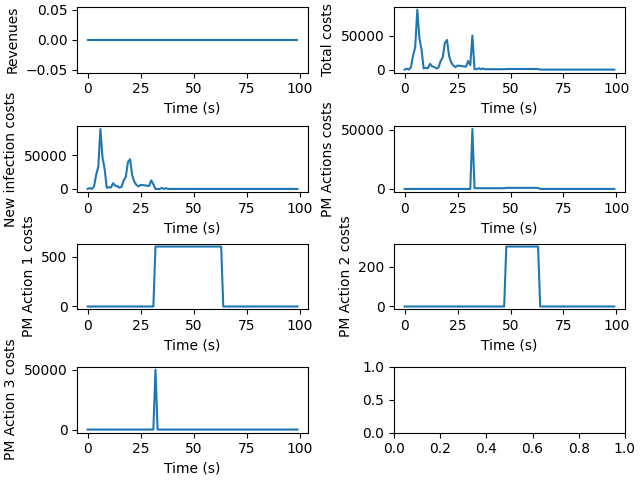 Revenues
0.05
0.00
−0.05
0 25 50 75 100
Time (s)
Total costs
50000
0
0 25 50 75 100
Time (s)
New infection costs
50000
0
0 25 50 75 100
Time (s)
PM Actions costs
50000
0
0 25 50 75 100
Time (s)
PM Action 1 costs
500
0
0 25 50 75 100
Time (s)
PM Action 2 costs
200
0
0 25 50 75 100
Time (s)
PM Action 3 costs
50000
0
0 25 50 75 100
Time (s)
1.0
0.5
0.0
0.0 0.2 0.4 0.6 0.8 1.0